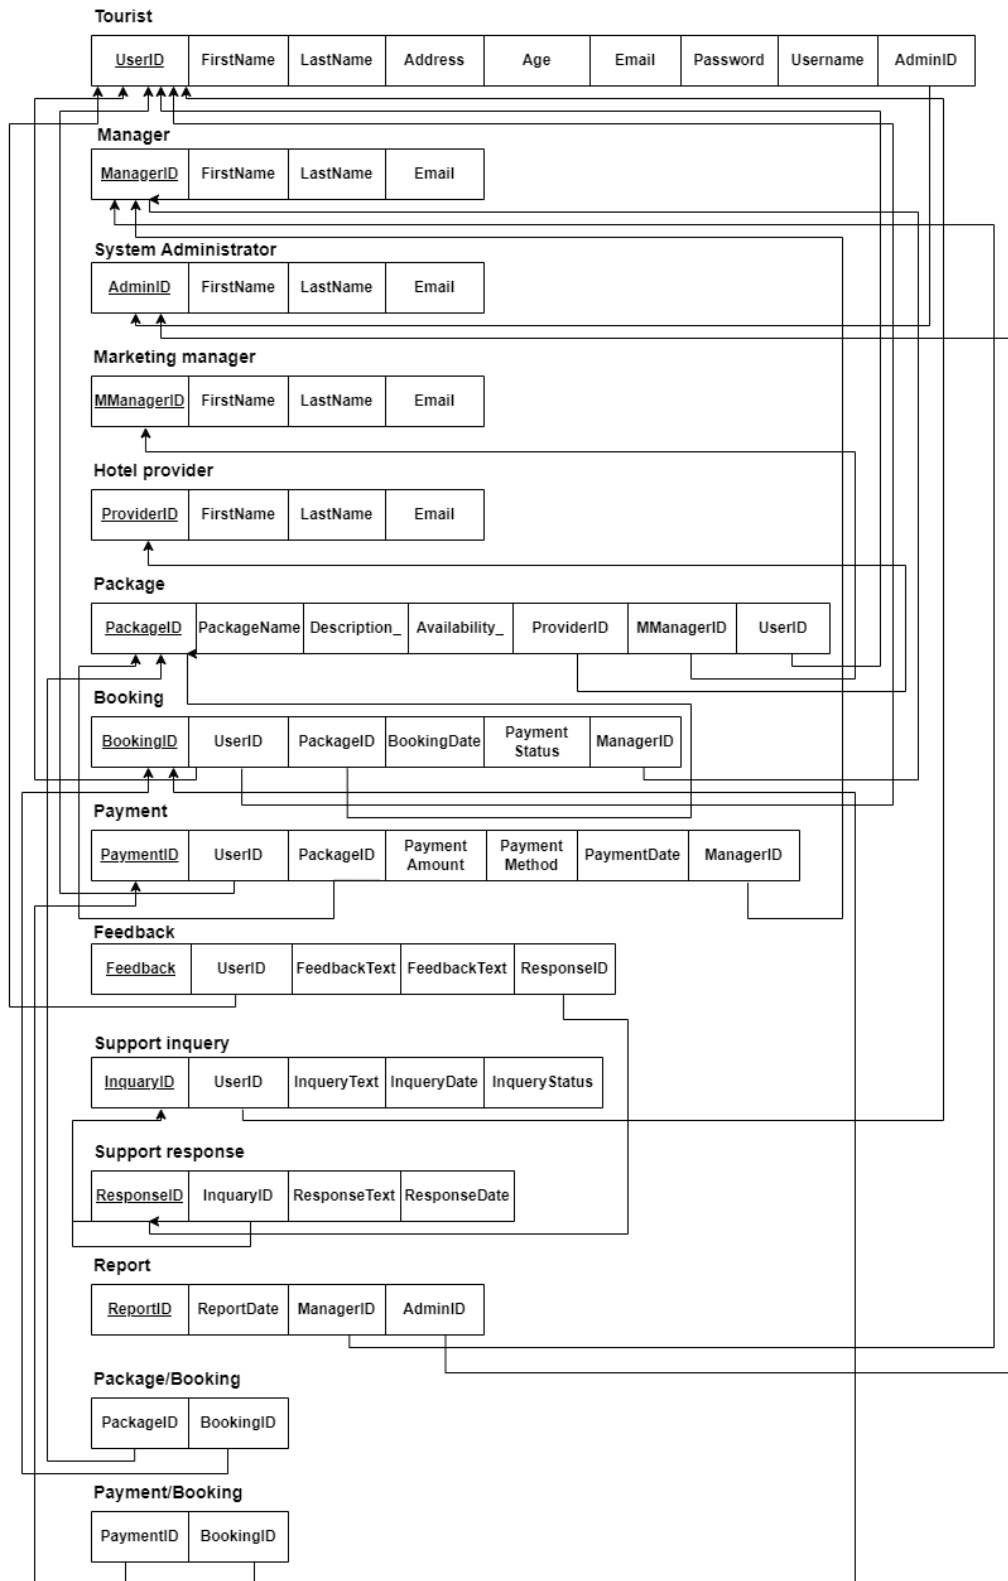 Tourist
UserID FirstName LastName Address Age Email Password Username AdminID
Manager
ManagerID FirstName LastName Email
System Administrator
AdminID FirstName LastName Email
Marketing manager
MManagerID FirstName LastName Email
Hotel provider
ProviderID FirstName LastName Email
Package
PackageID PackageName Description_ Availability_ ProviderID MManagerID UserID
Booking
BookingID UserID PackageID BookingDate Payment Status ManagerID
Payment
PaymentID UserID PackageID Payment Amount Payment Method PaymentDate ManagerID
Feedback
Feedback UserID FeedbackText FeedbackText ResponseID
Support inquery
InquaryID UserID InqueryText InqueryDate InqueryStatus
Support response
ResponseID InquaryID ResponseText ResponseDate
Report
ReportID ReportDate ManagerID AdminID
Package/Booking
PackageID BookingID
Payment/Booking
PaymentID BookingID